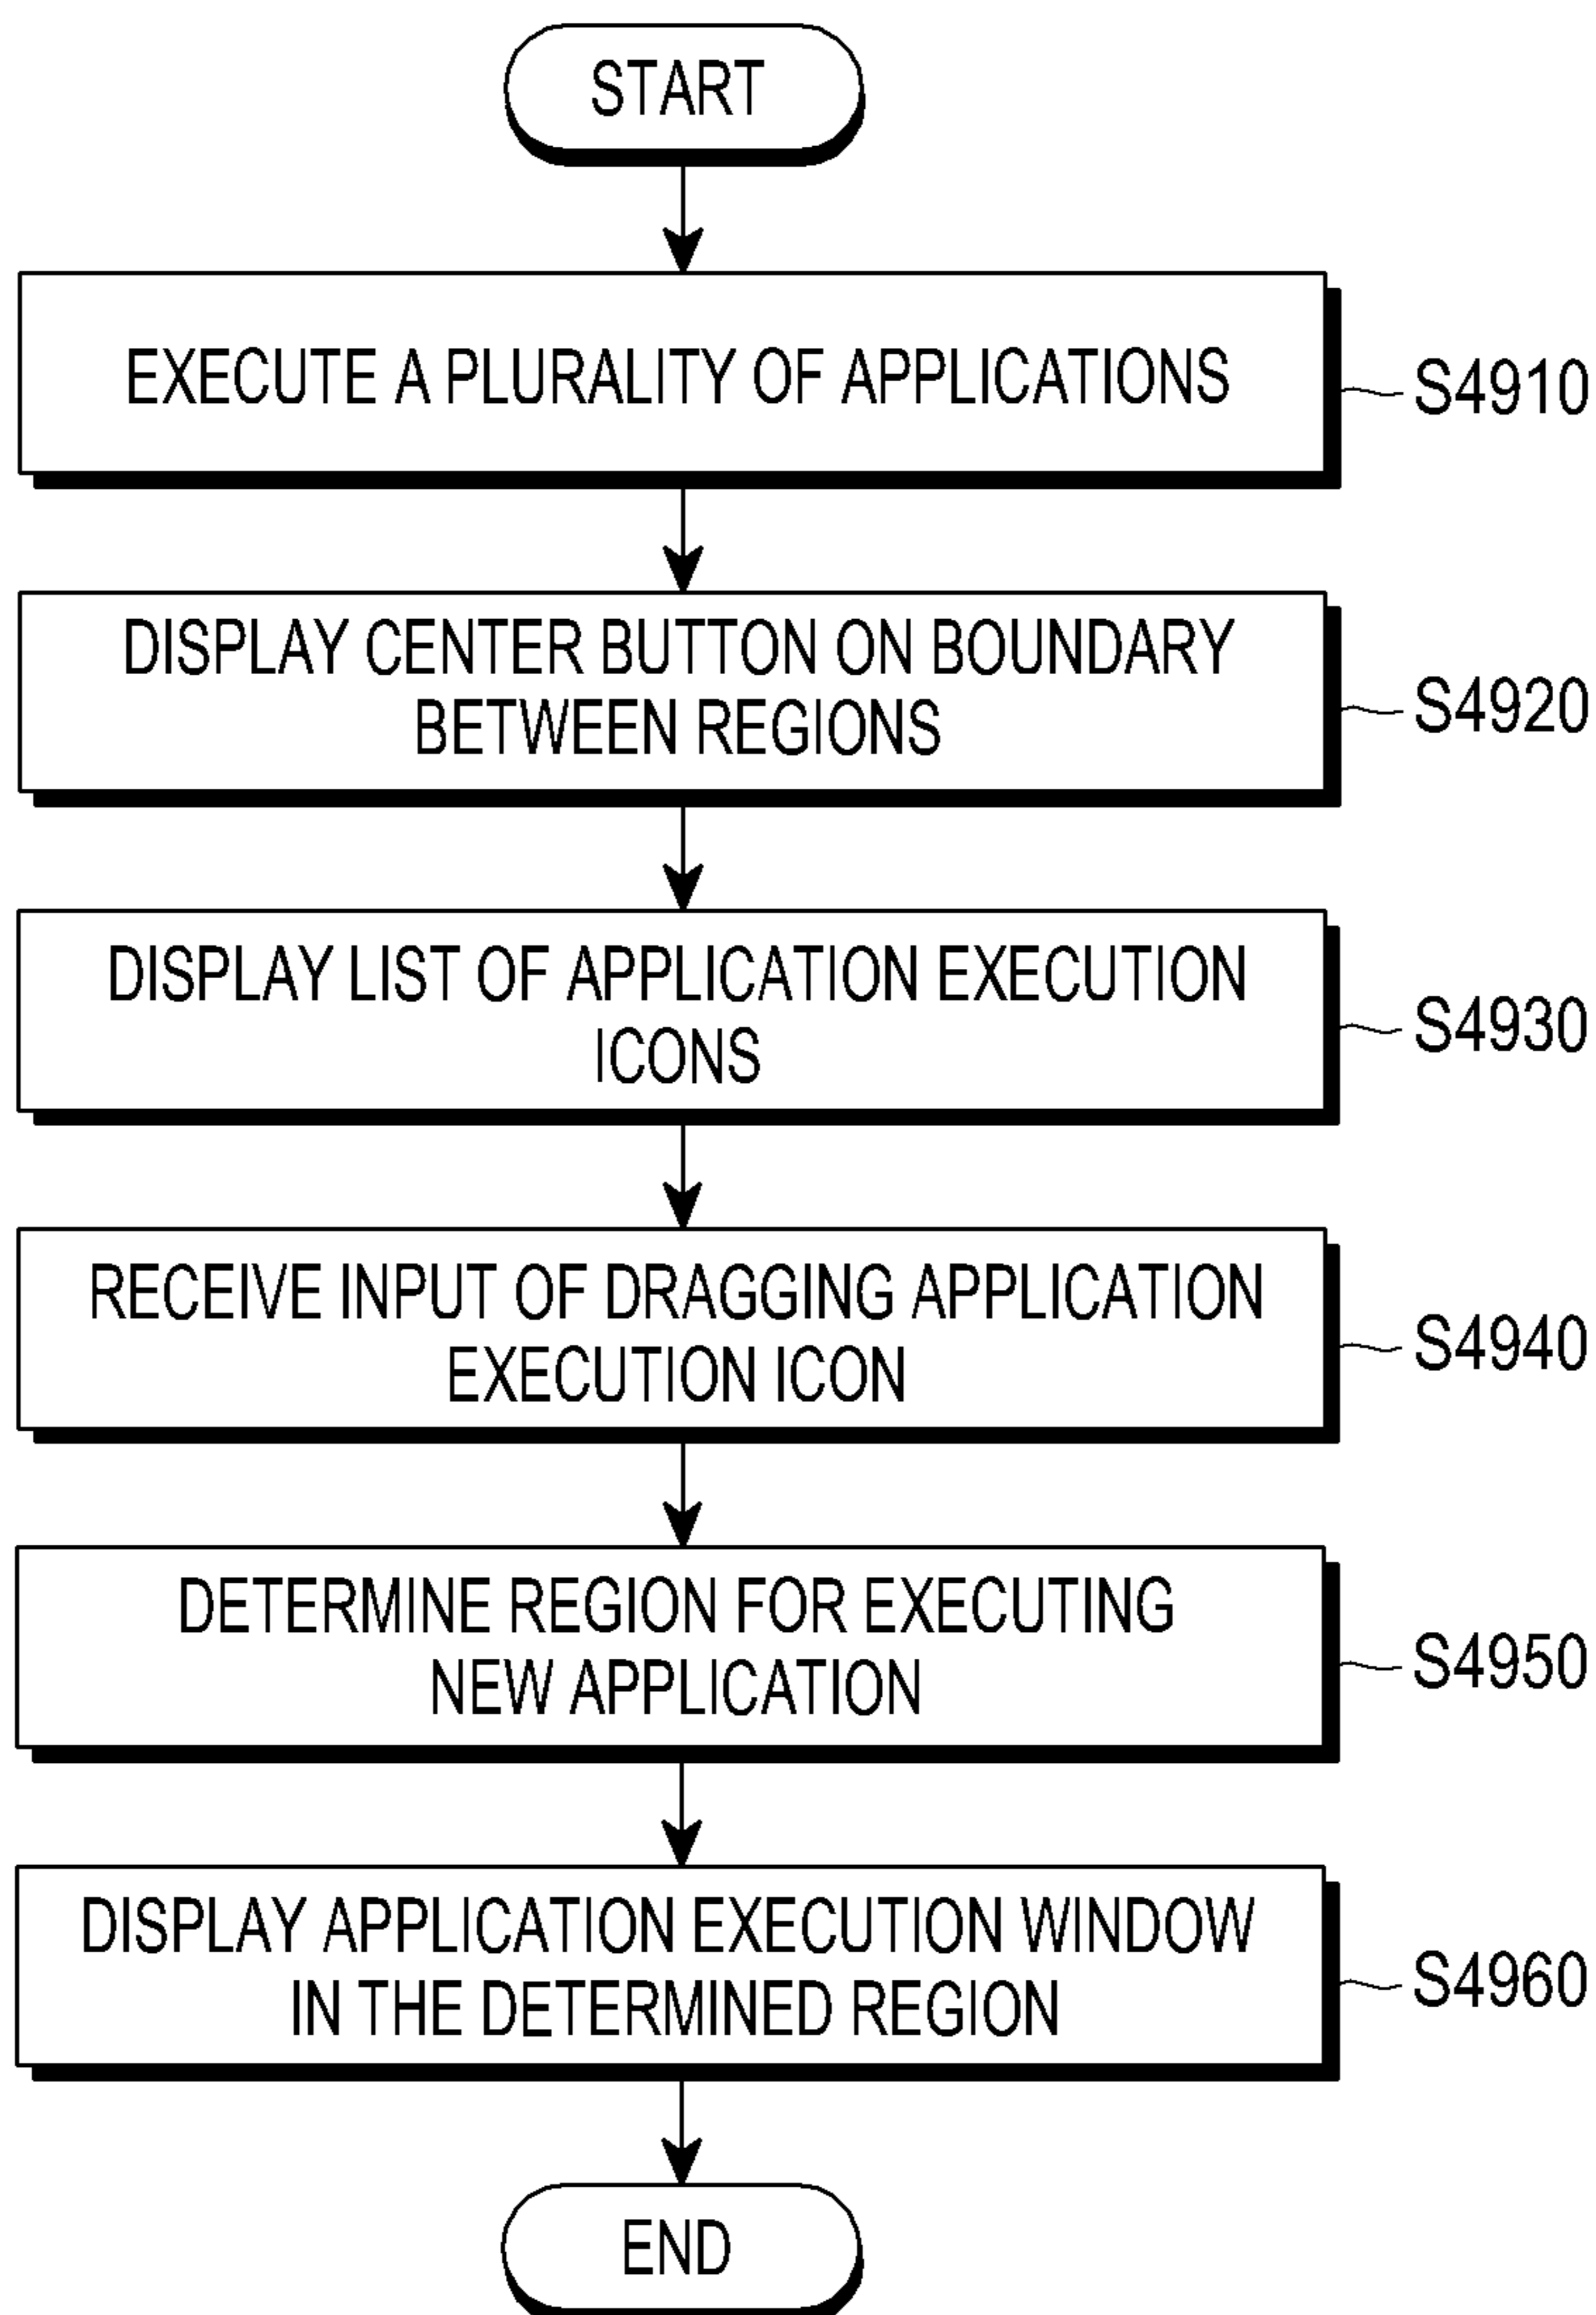 START
EXECUTE A PLURALITY OF APPLICATIONS
S4910
DISPLAY CENTER BUTTON ON BOUNDARY
BETWEEN REGIONS
S4920
DISPLAY LIST OF APPLICATION EXECUTION
ICONS
S4930
RECEIVE INPUT OF DRAGGING APPLICATION
EXECUTION ICON
S4940
DETERMINE REGION FOR EXECUTING
NEW APPLICATION
S4950
DISPLAY APPLICATION EXECUTION WINDOW
IN THE DETERMINED REGION
S4960
END